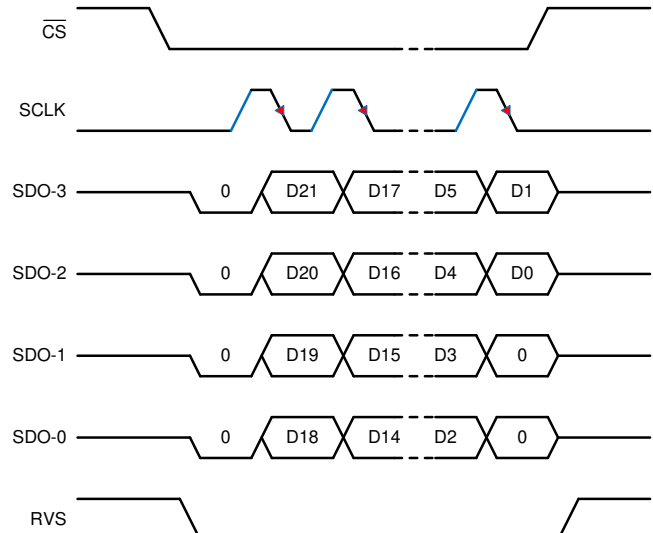 C̅S̅
SCLK
SDO-3 0 D21 D17 D5 D1
SDO-2 0 D20 D16 D4 D0
SDO-1 0 D19 D15 D3 0
SDO-0 0 D18 D14 D2 0
RVS